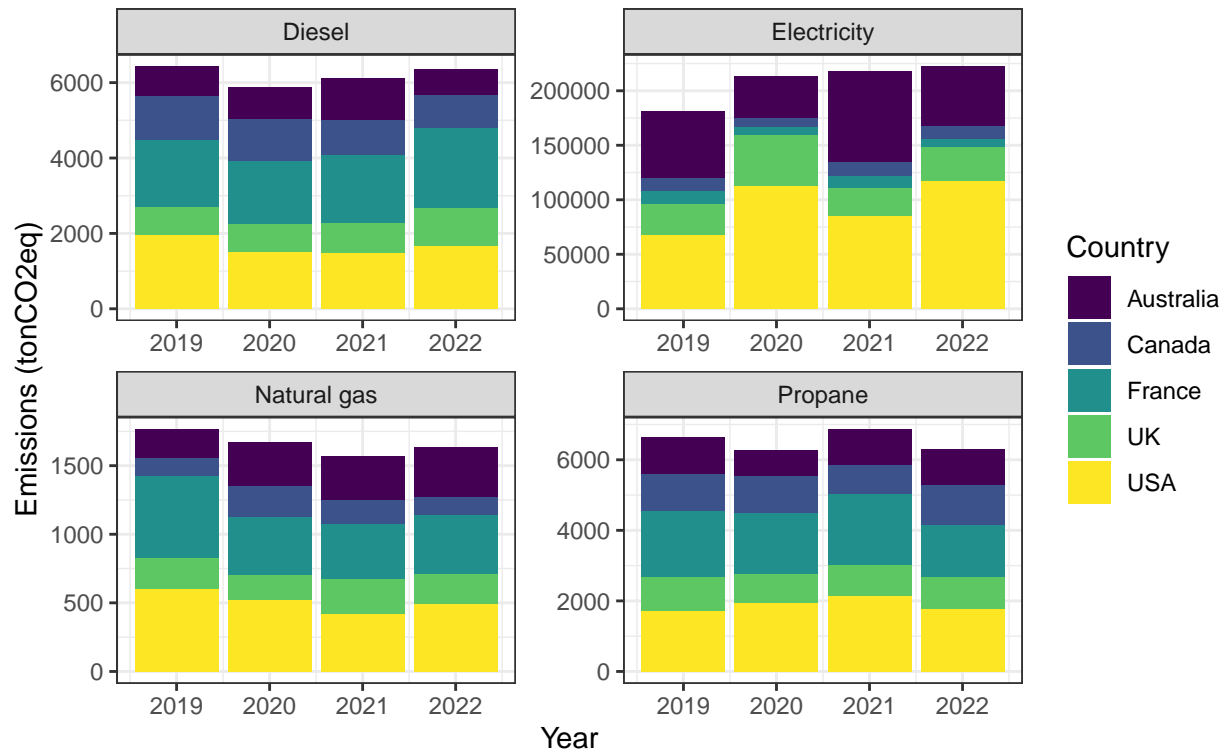 Diesel
Electricity
6000
4000
2000
0
2019 2020 2021 2022
200000
150000
100000
50000
0
2019 2020 2021 2022
Natural gas
Propane
1500
1000
500
0
2019 2020 2021 2022
6000
4000
2000
0
2019 2020 2021 2022
Emissions (tonCO2eq)
Year
Country
Australia
Canada
France
UK
USA